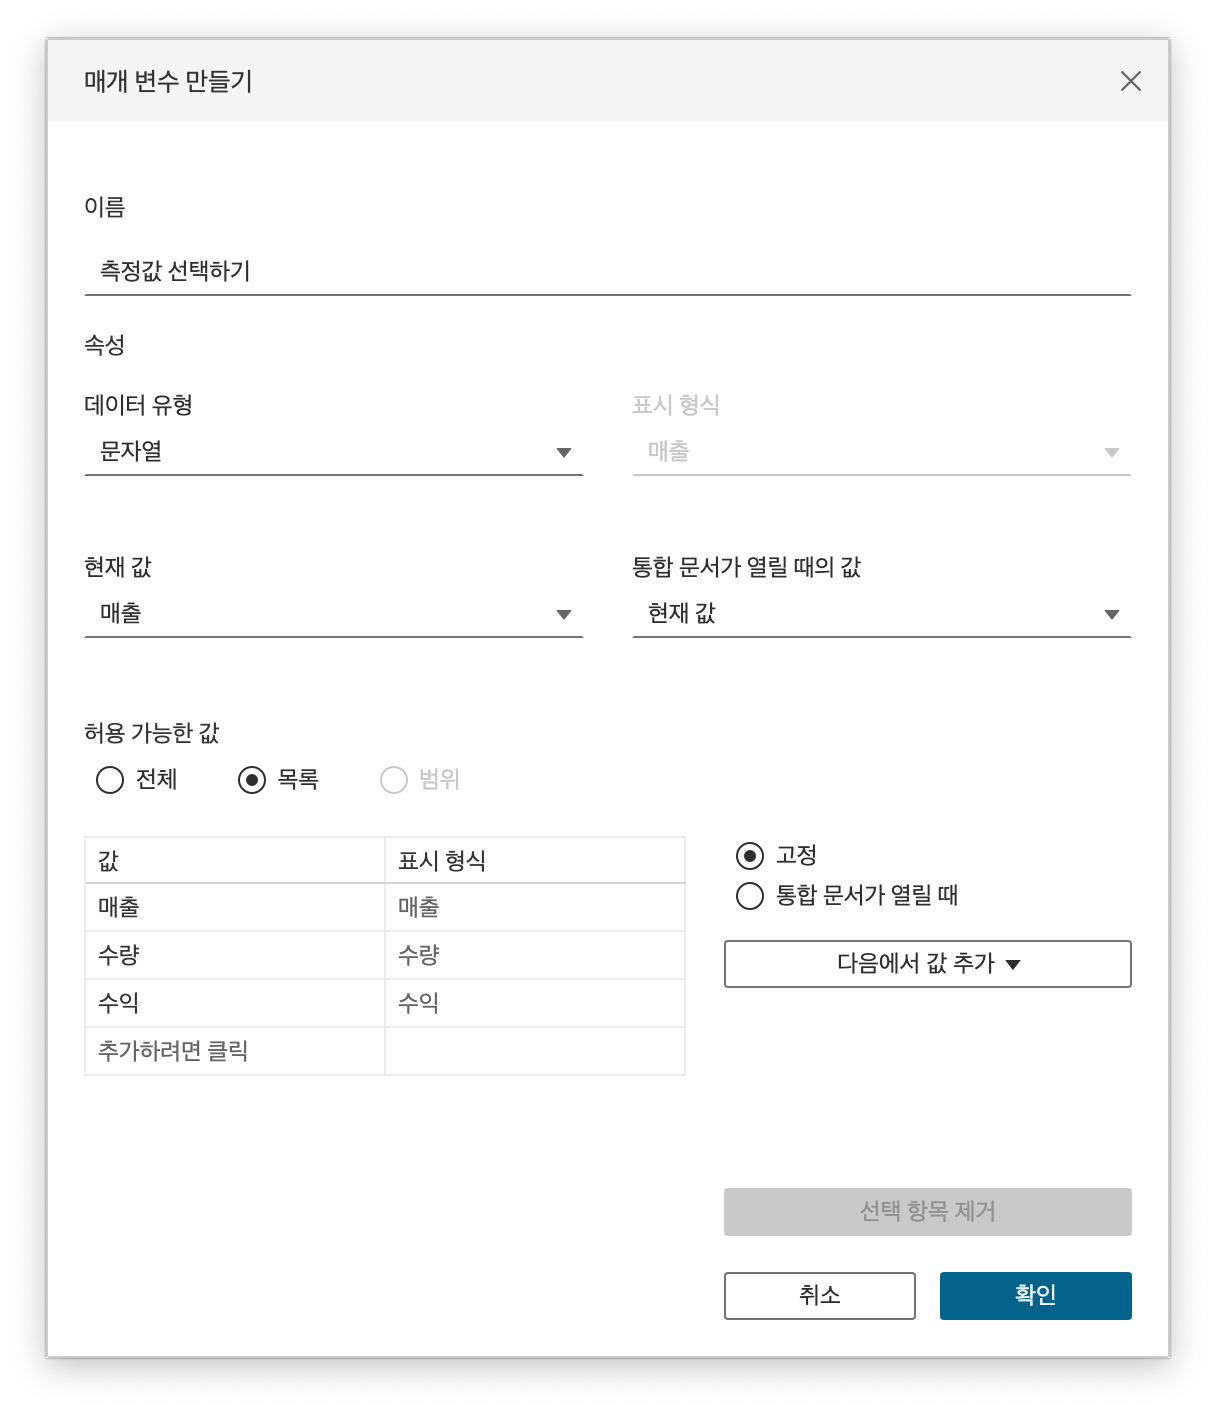 매개 변수 만들기
이름
측정값 선택하기
속성
데이터 유형 표시 형식
문자열 매출
현재 값 통합 문서가 열릴 때의 값
매출 현재 값
허용 가능한 값
전체 목록 범위
값 표시 형식
매출 매출
수량 수량
수익 수익
추가하려면 클릭
고정
통합 문서가 열릴 때
다음에서 값 추가
선택 항목 제거
취소 확인